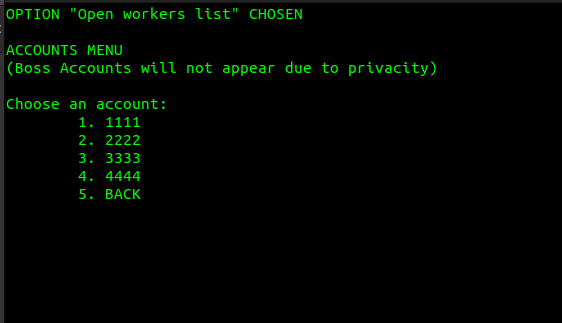 OPTION "Open workers list" CHOSEN
ACCOUNTS MENU
(Boss Accounts will not appear due to privacity)
Choose an account:
1. 1111
2. 2222
3. 3333
4. 4444
5. BACK